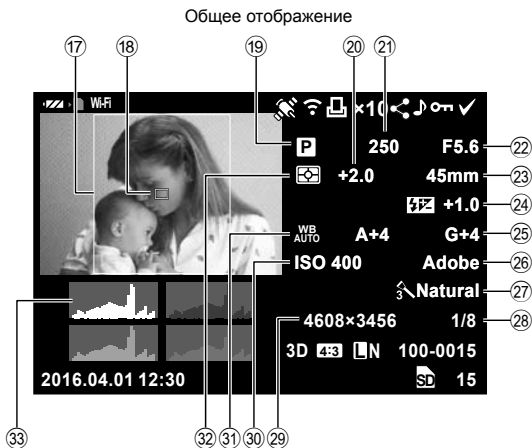 Общее отображение
17 18 19 20 21
Wi-Fi ×10
P 250 F5.6 22
+2.0 45mm 23
+1.0 24
WB AUTO A+4 G+4 25
ISO 400 Adobe 26
3 Natural 27
4608×3456 1/8 28
3D 4:3 LN 100-0015
2016.04.01 12:30 SD 15
33 32 31 30 29